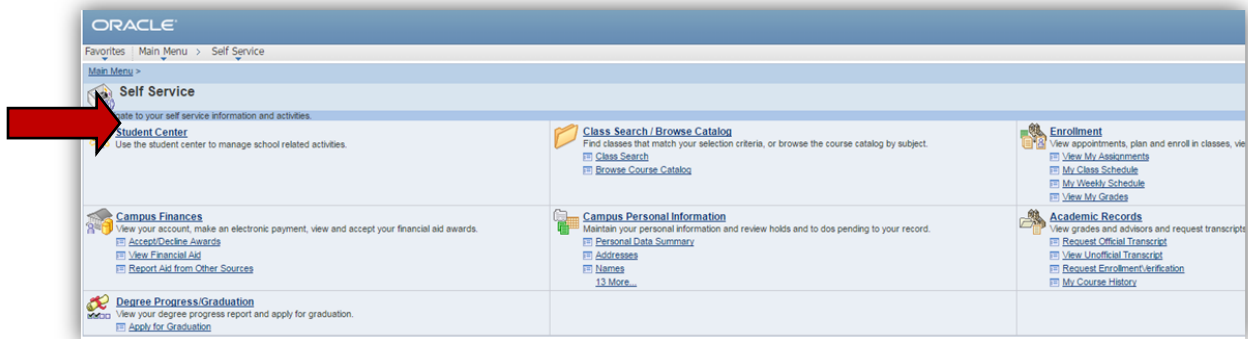 ORACLE
Favorites Main Menu > Self Service
Main Menu >
Self Service
ate to your self service information and activities.
Student Center
Use the student center to manage school related activities.
Class Search / Browse Catalog
Find classes that match your selection criteria, or browse the course catalog by subject.
Class Search
Browse Course Catalog
Enrollment
View appointments, plan and enroll in classes, vie
View My Assignments
My Class Schedule
My Weekly Schedule
View My Grades
Campus Finances
View your account, make an electronic payment, view and accept your financial aid awards.
Accept/Decline Awards
View Financial Aid
Report Aid from Other Sources
Campus Personal Information
Maintain your personal information and review holds and to dos pending to your record.
Personal Data Summary
Addresses
Names
13 More...
Academic Records
View grades and advisors and request transcripts
Request Official Transcript
View Unofficial Transcript
Request Enrollment Verification
My Course History
Degree Progress/Graduation
View your degree progress report and apply for graduation.
Apply for Graduation